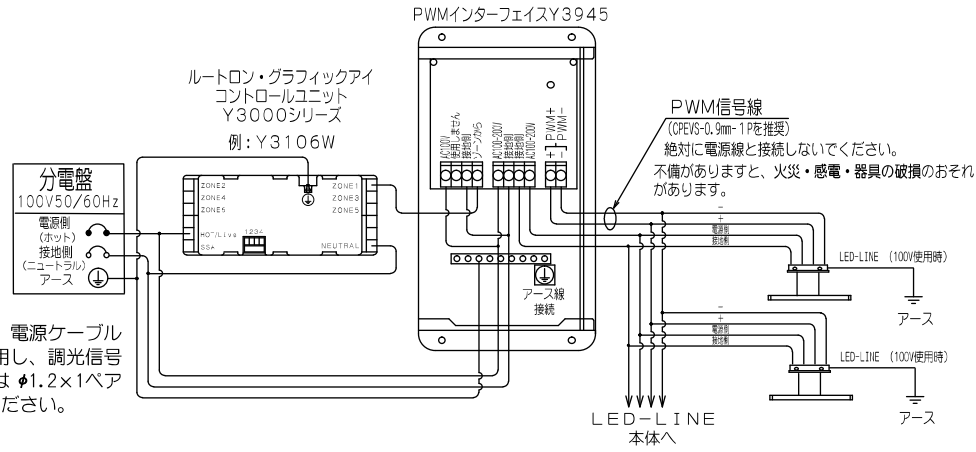 PWMインターフェイスY3945
ルートロン・グラフィックアイ
コントロールユニット
Y3000シリーズ
例：Y3106W
分電盤
100V50/60Hz
電源側
(ホット)
接地側
(ニュートラル)
アース
ZONE2
ZONE4
ZONE6
HOT/Live
SSA
1234
ZONE1
ZONE3
ZONE5
NEUTRAL
AC100V
使用しません
接地側
ゾーンから
AC100-200V
接地側
接地側
AC100-200V
+]PWM+
-]PWM-
アース線
接続
PWM信号線
(CPEVS-0.9mm-1Pを推奨)
絶対に電源線と接続しないでください。
不備がありますと、火災・感電・器具の破損のおそれ
があります。
-
+
電源側
接地側
LED-LINE (100V使用時)
アース
-
+
電源側
接地側
LED-LINE (100V使用時)
アース
LED-LINE
本体へ
電源ケーブル
用し、調光信号
は φ1.2×1ペア
ださい。